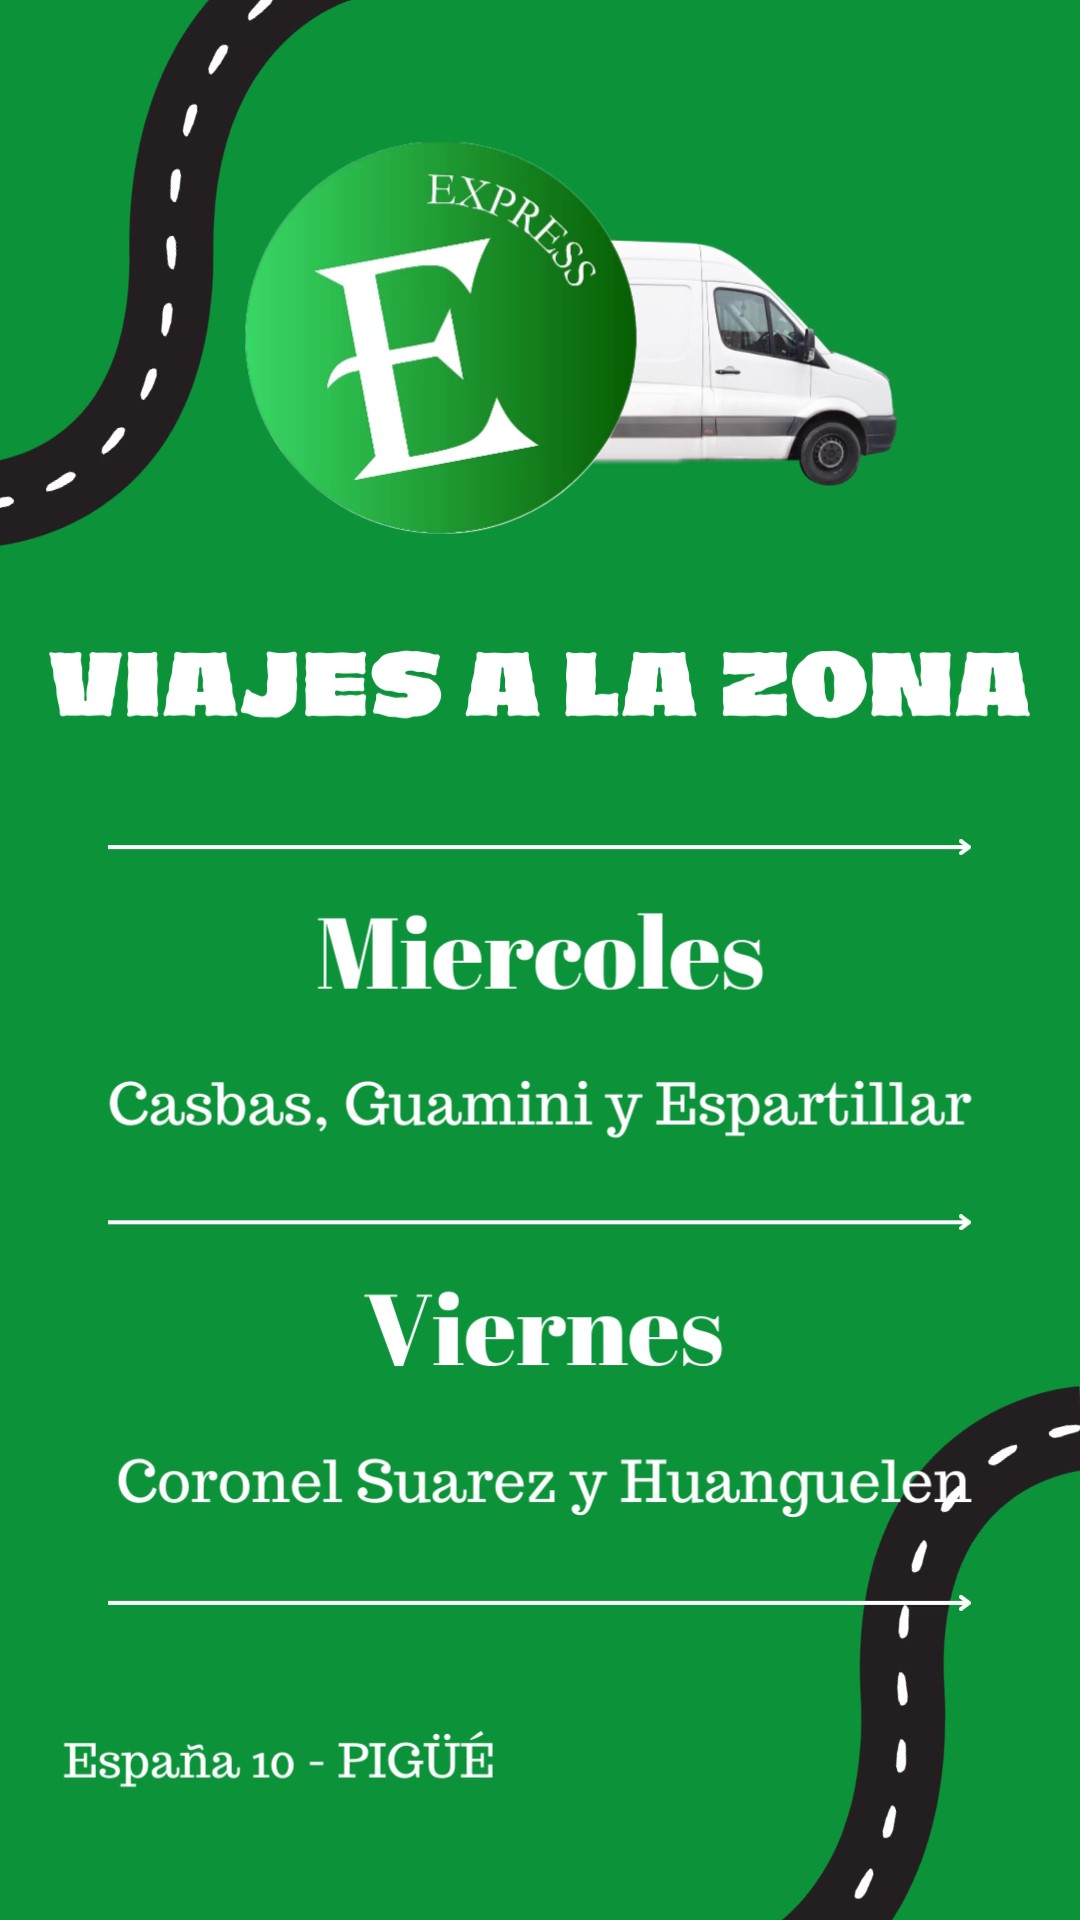 EXPRESS
E
VIAJES A LA ZONA
Miercoles
Casbas, Guamini y Espartillar
Viernes
Coronel Suarez y Huanguelen
España 10 - PIGÜÉ